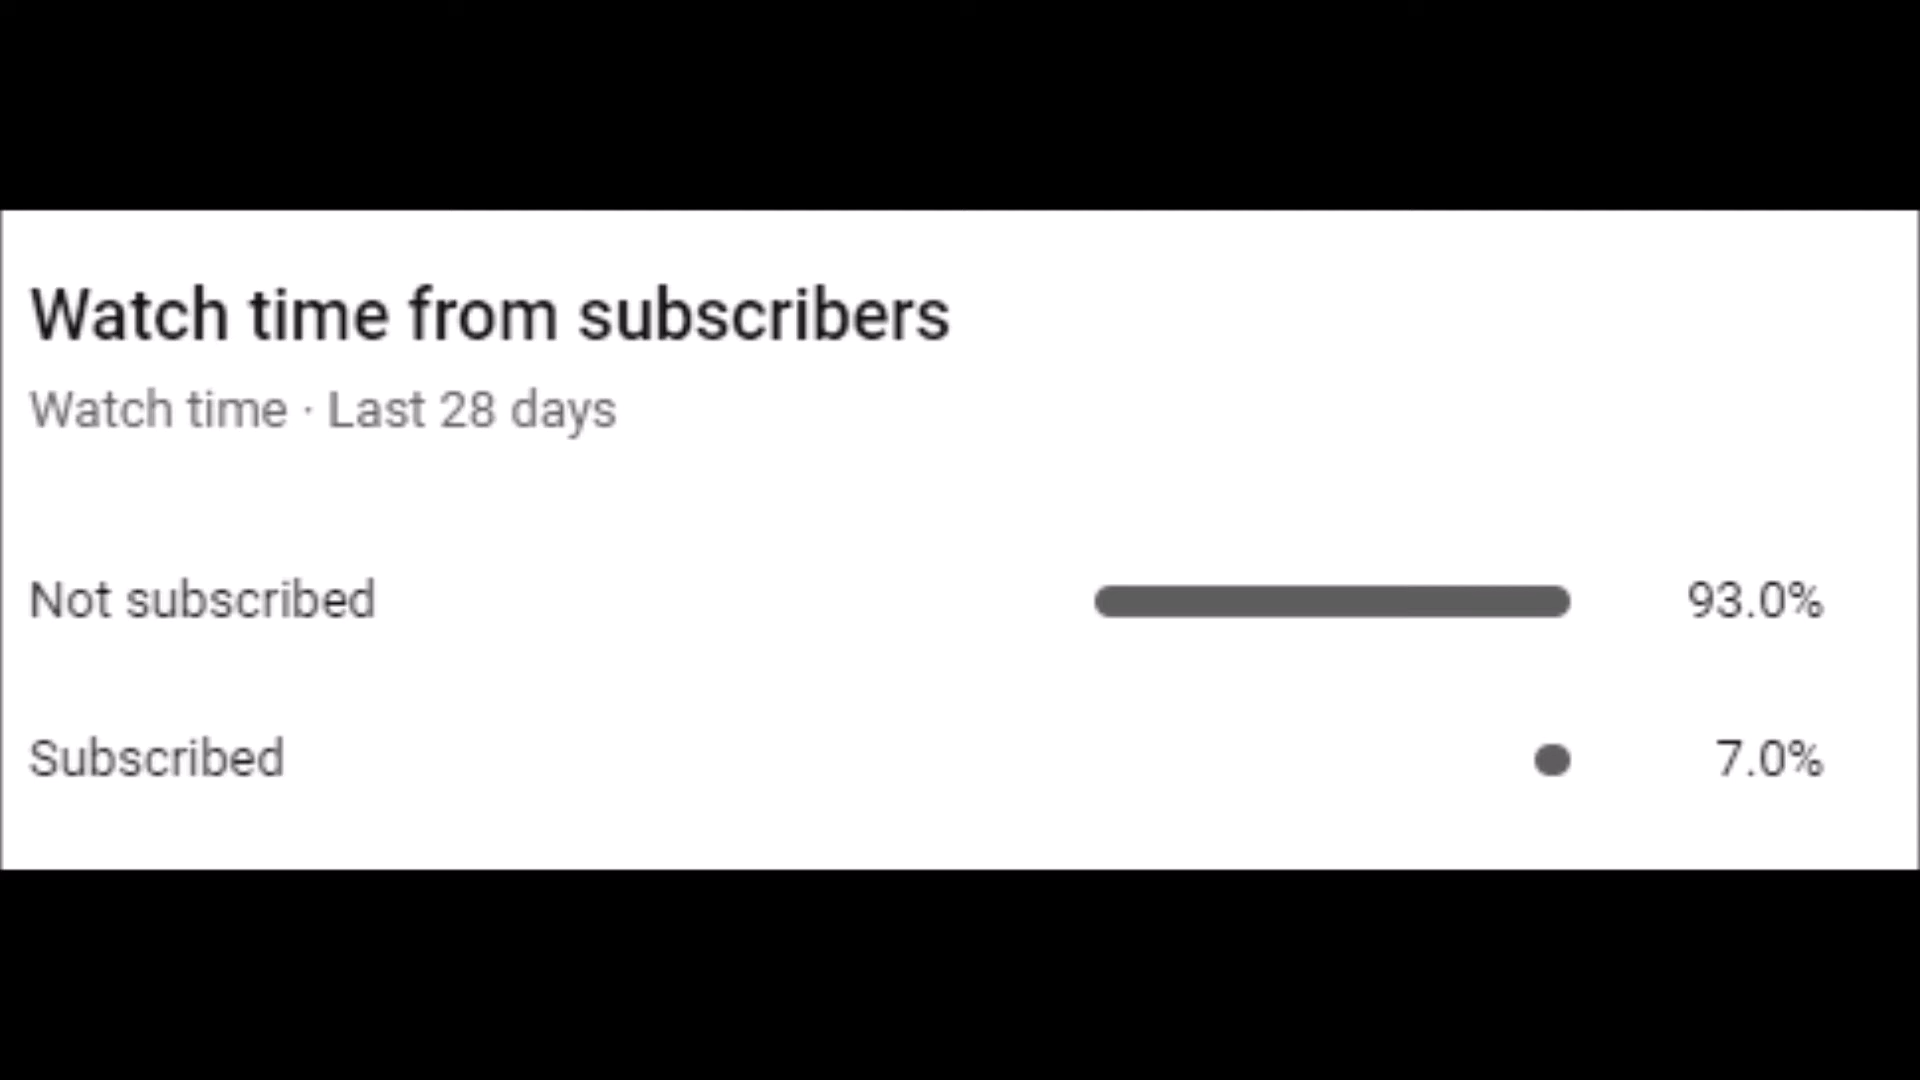 Watch time from subscribers
Watch time · Last 28 days
Not subscribed 93.0%
Subscribed 7.0%